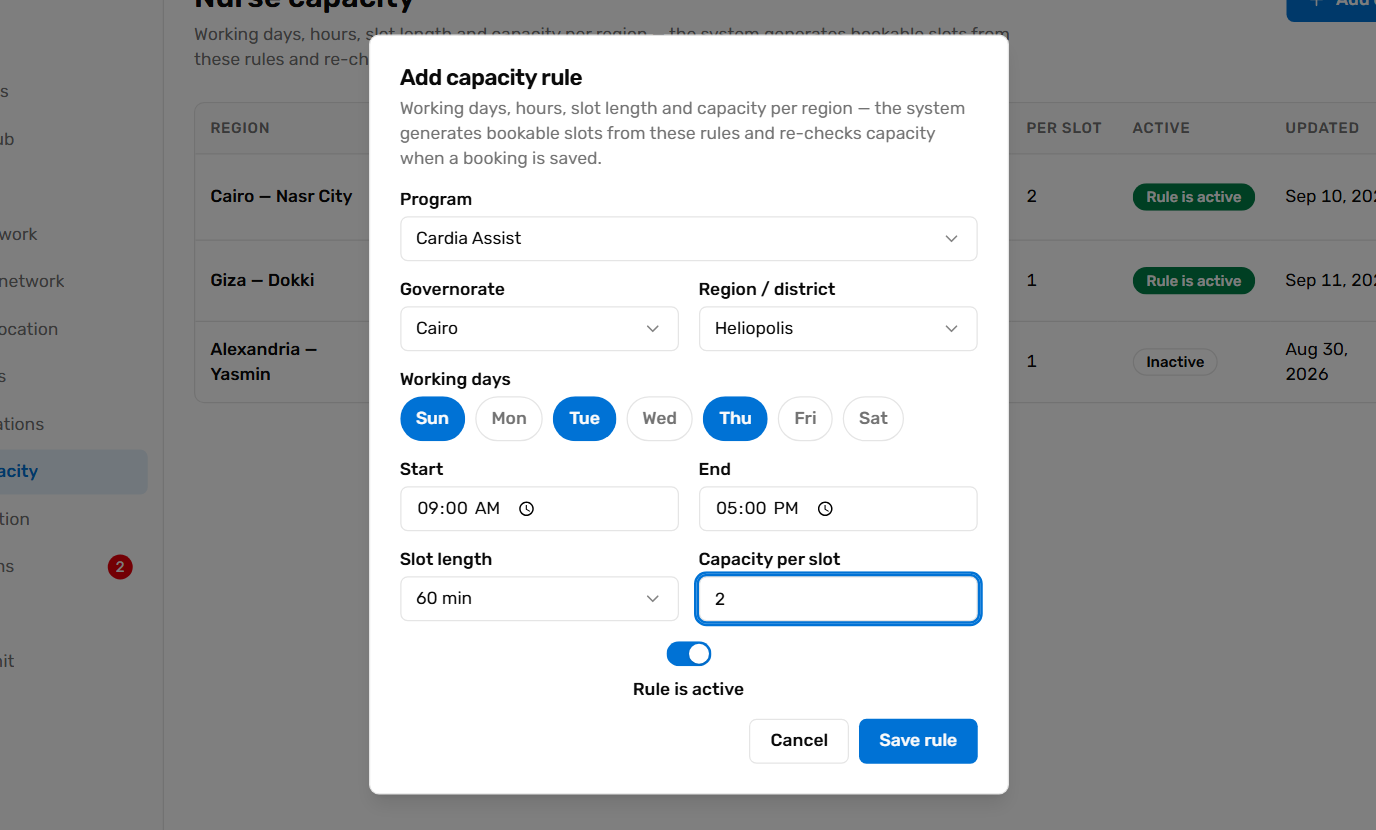 Nurse capacity
Add
Working days, hours, slot length and capacity per region — the system generates bookable slots from
these rules and re-ch
s
ub
work
network
ocation
s
ations
acity
tion
ns
2
nit
REGION
PER SLOT
ACTIVE
UPDATED
Cairo — Nasr City
2
Rule is active
Sep 10, 202
Giza — Dokki
1
Rule is active
Sep 11, 202
Alexandria —
Yasmin
1
Inactive
Aug 30,
2026
Add capacity rule
Working days, hours, slot length and capacity per region — the system
generates bookable slots from these rules and re-checks capacity
when a booking is saved.
Program
Cardia Assist
Governorate
Region / district
Cairo
Heliopolis
Working days
Sun Mon Tue Wed Thu Fri Sat
Start
End
09:00 AM
05:00 PM
Slot length
Capacity per slot
60 min
2
Rule is active
Cancel
Save rule